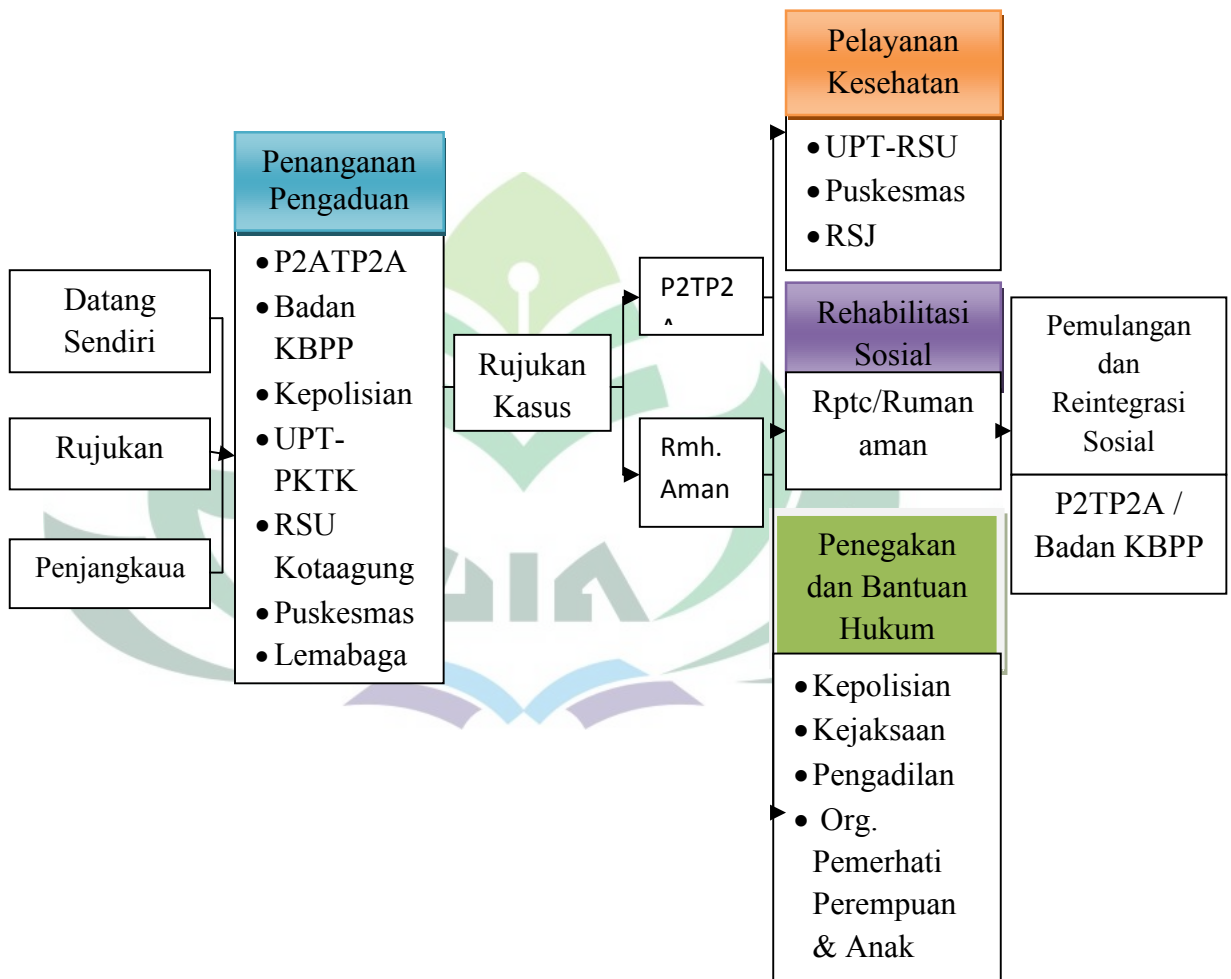 Datang
Sendiri
Rujukan
Penjangkaua
Penanganan
Pengaduan
•P2ATP2A
•Badan
KBPP
•Kepolisian
•UPT-
PKTK
•RSU
Kotaagung
•Puskesmas
•Lemabaga
Rujukan
Kasus
P2TP2
Rmh.
Aman
Pelayanan
Kesehatan
•UPT-RSU
•Puskesmas
•RSJ
Rehabilitasi
Sosial
Rptc/Ruman
aman
Penegakan
dan Bantuan
Hukum
•Kepolisian
•Kejaksaan
•Pengadilan
• Org.
Pemerhati
Perempuan
& Anak
Pemulangan
dan
Reintegrasi
Sosial
P2TP2A /
Badan KBPP